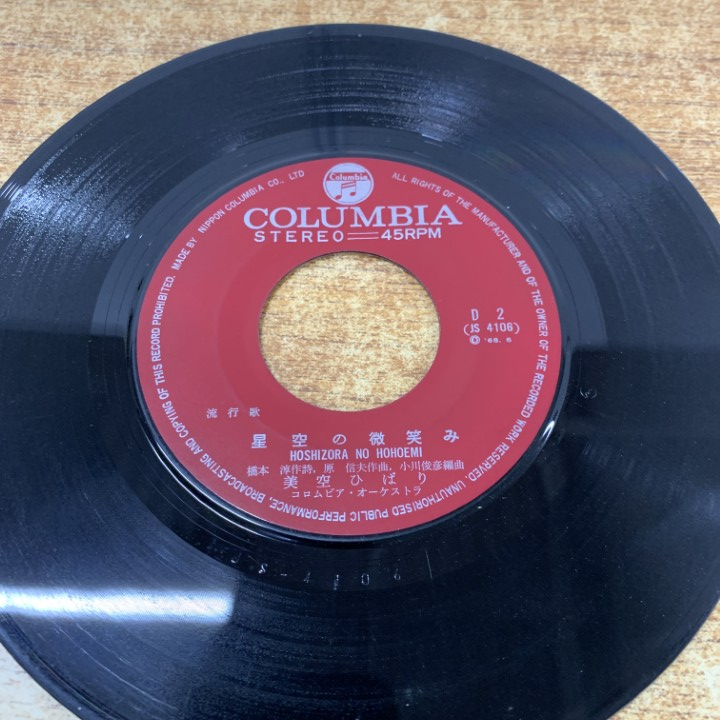 Columbia
COLUMBIA
STEREO=45RPM
D 2
(JS 4106)
Ⓟ '68. 6
流行歌
星空の微笑み
HOSHIZORA NO HOHOEMI
橋本 淳作詩, 原 信夫作曲, 小川俊彦編曲
美空ひばり
コロムビア・オーケストラ
MADE BY NIPPON COLUMBIA CO., LTD
ALL RIGHTS OF THE MANUFACTURER AND OF THE OWNER OF THE RECORDED WORK RESERVED. UNAUTHORISED PUBLIC PERFORMANCE, BROADCASTING AND COPYING OF THIS RECORD PROHIBITED.
JS-4106